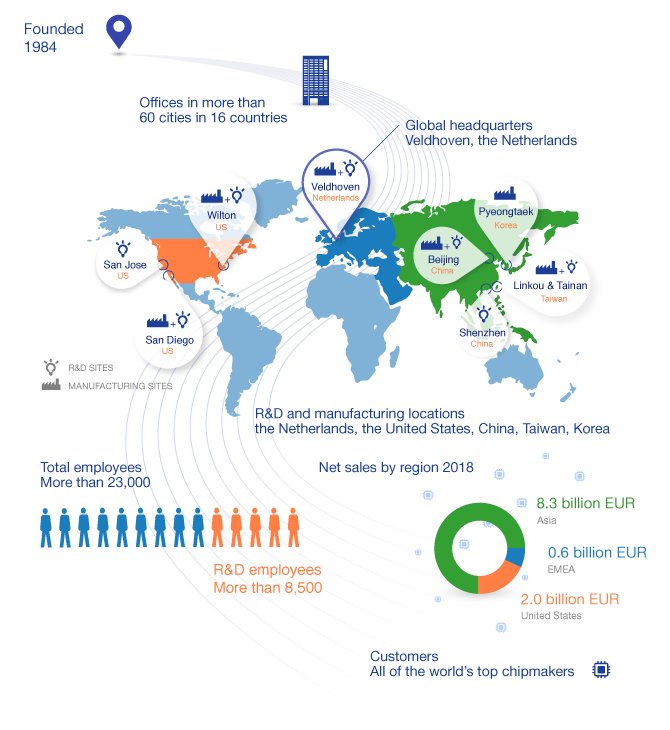 Founded
1984
Offices in more than
60 cities in 16 countries
Global headquarters
Veldhoven, the Netherlands
+
Veldhoven
Netherlands
+
Wilton
US
Pyeongtaek
Korea
San Jose
US
+
Beijing
China
+
Linkou & Tainan
Taiwan
+
San Diego
US
Shenzhen
China
R&D SITES
MANUFACTURING SITES
R&D and manufacturing locations
the Netherlands, the United States, China, Taiwan, Korea
Total employees
More than 23,000
R&D employees
More than 8,500
Net sales by region 2018
8.3 billion EUR
Asia
0.6 billion EUR
EMEA
2.0 billion EUR
United States
Customers
All of the world's top chipmakers